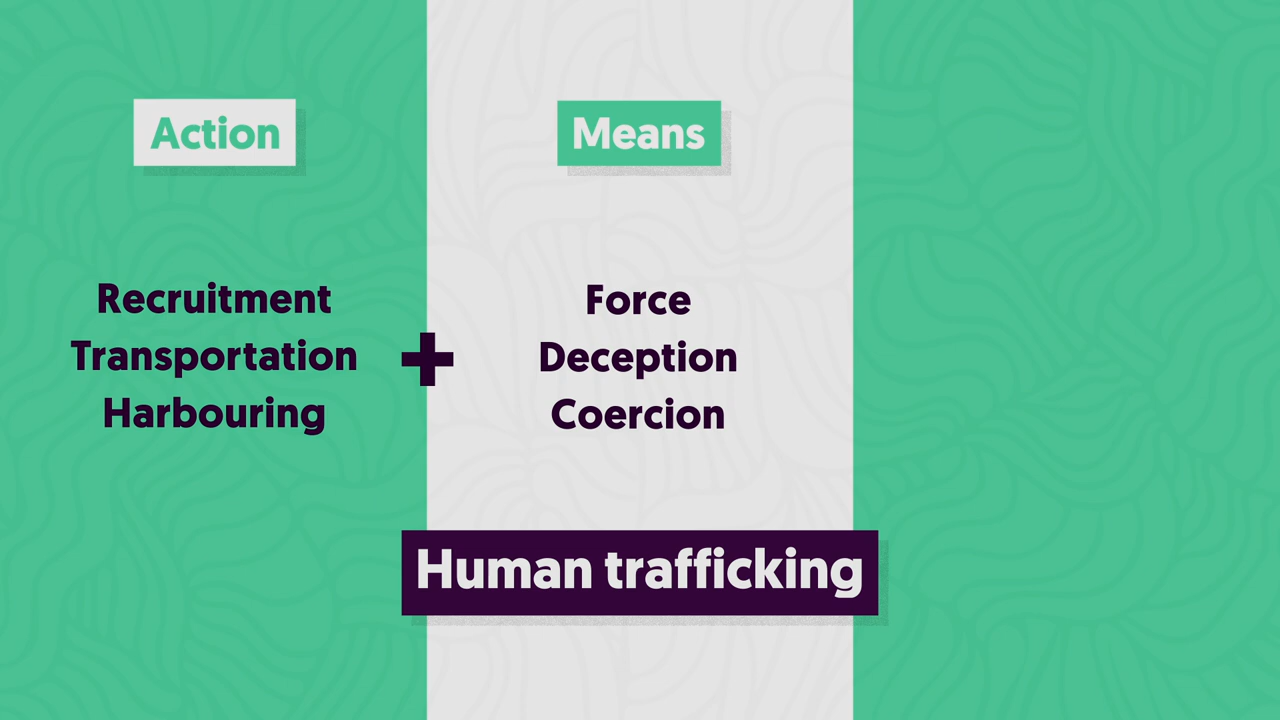 Action
Recruitment
Transportation
Harbouring
+
Means
Force
Deception
Coercion
Human trafficking